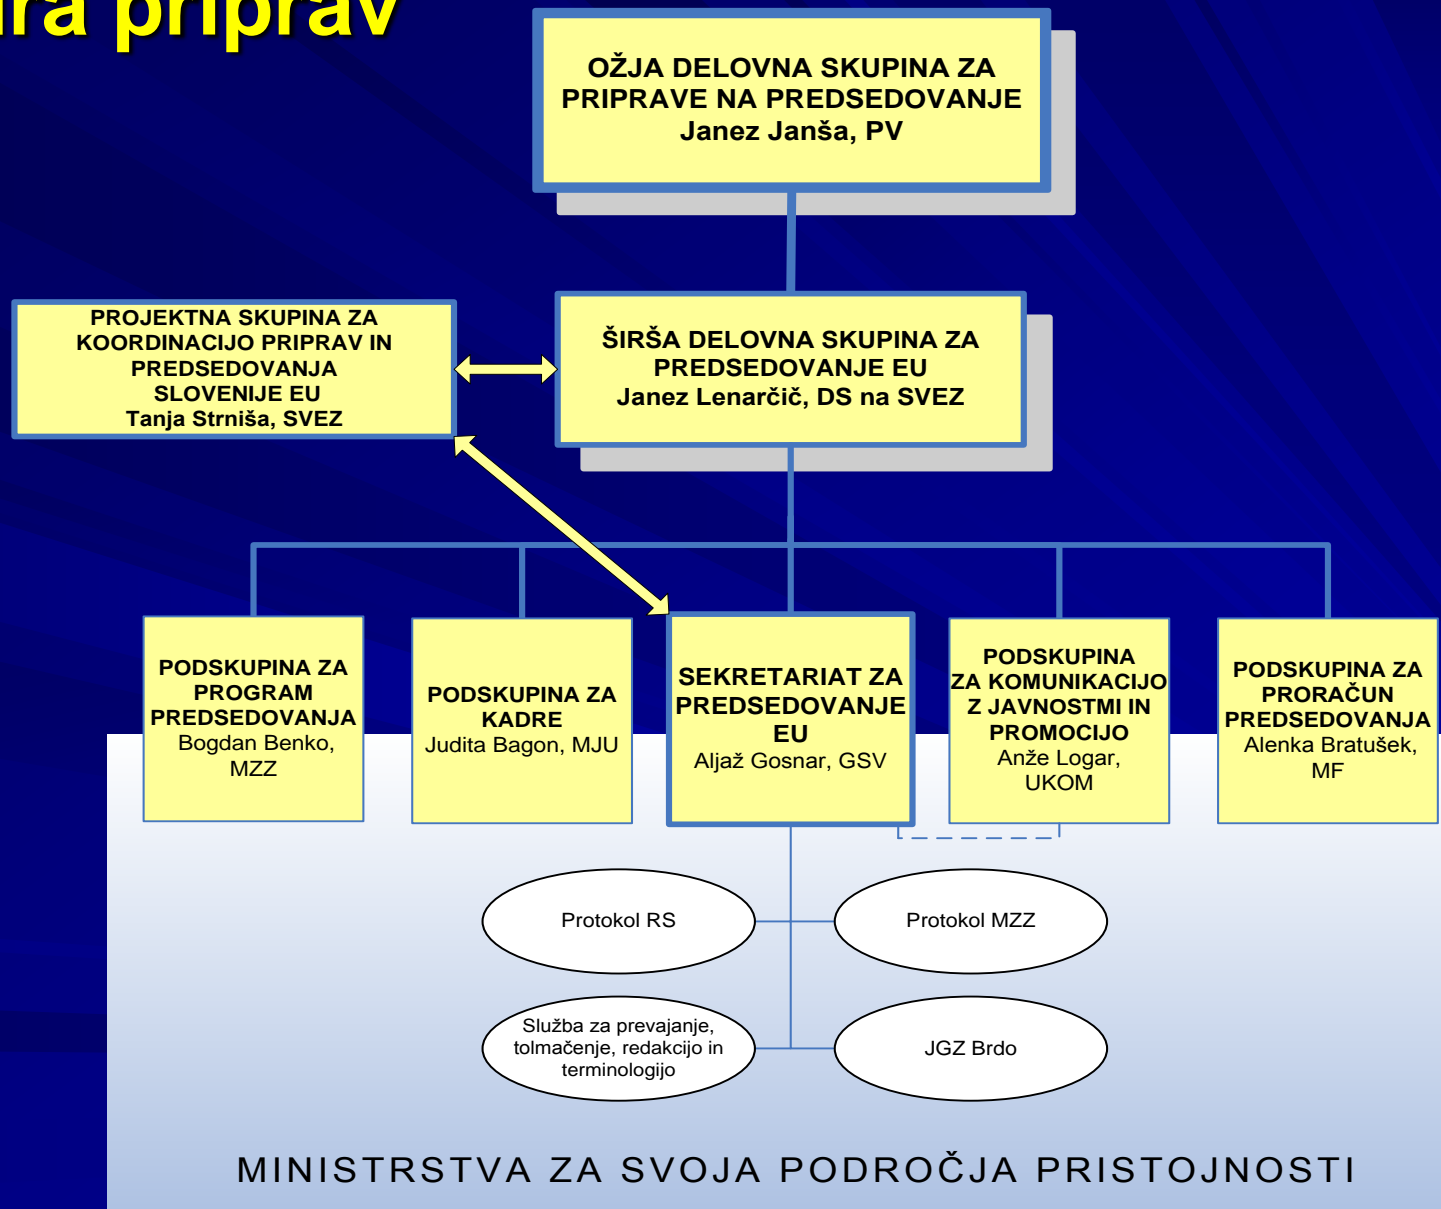 priprav
OŽJA DELOVNA SKUPINA ZA
PRIPRAVE NA PREDSEDOVANJE
Janez Janša, PV
PROJEKTNA SKUPINA ZA
KOORDINACIJO PRIPRAV IN
PREDSEDOVANJA
SLOVENIJE EU
Tanja Strniša, SVEZ
ŠIRŠA DELOVNA SKUPINA ZA
PREDSEDOVANJE EU
Janez Lenarčič, DS na SVEZ
PODSKUPINA ZA
PROGRAM
PREDSEDOVANJA
Bogdan Benko,
MZZ
PODSKUPINA ZA
KADRE
Judita Bagon, MJU
SEKRETARIAT ZA
PREDSEDOVANJE
EU
Aljaž Gosnar, GSV
PODSKUPINA
ZA KOMUNIKACIJO
Z JAVNOSTMI IN
PROMOCIJO
Anže Logar,
UKOM
PODSKUPINA ZA
PRORAČUN
PREDSEDOVANJA
Alenka Bratušek,
MF
Protokol RS
Protokol MZZ
Služba za prevajanje,
tolmačenje, redakcijo in
terminologijo
JGZ Brdo
MINISTRSTVA ZA SVOJA PODROČJA PRISTOJNOSTI